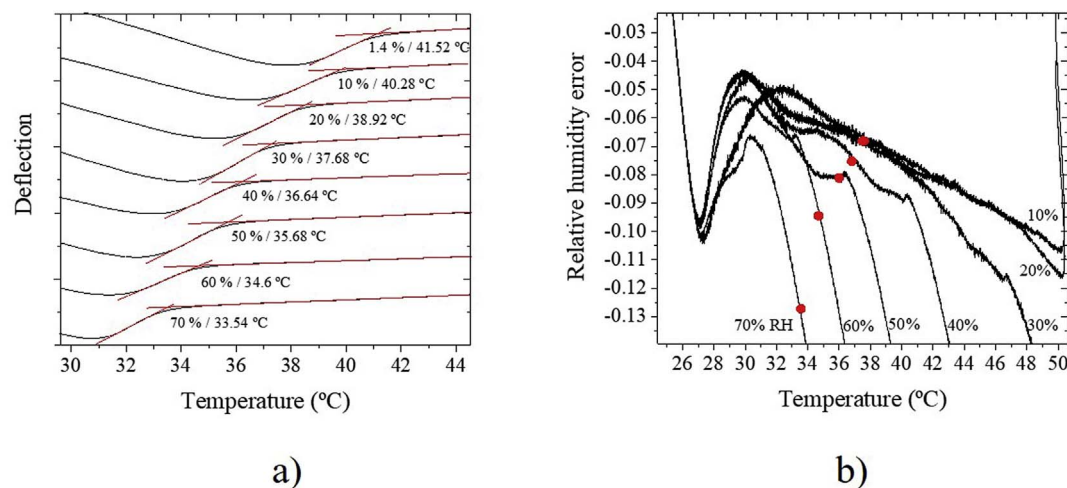 Deflection
1.4 % / 41.52 ºC
10 % / 40.28 ºC
20 % / 38.92 ºC
30 % / 37.68 ºC
40 % / 36.64 ºC
50 % / 35.68 ºC
60 % / 34.6 ºC
70 % / 33.54 ºC
30 32 34 36 38 40 42 44
Temperature (ºC)
a)
Relative humidity error
-0.04
-0.05
-0.06
-0.07
-0.08
-0.09
-0.10
-0.11
-0.12
-0.13
10%
20%
70% RH 60% 50% 40% 30%
26 28 30 32 34 36 38 40 42 44 46 48 50
Temperature (ºC)
b)